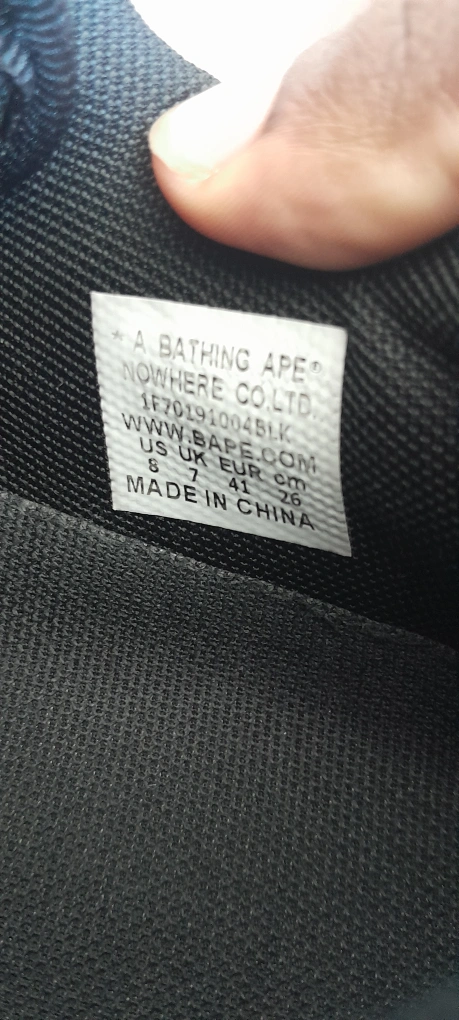 * A BATHING APE®
NOWHERE CO.LTD.
1F70191004BLK
WWW.BAPE.COM
US UK EUR cm
8 7 41 26
MADE IN CHINA